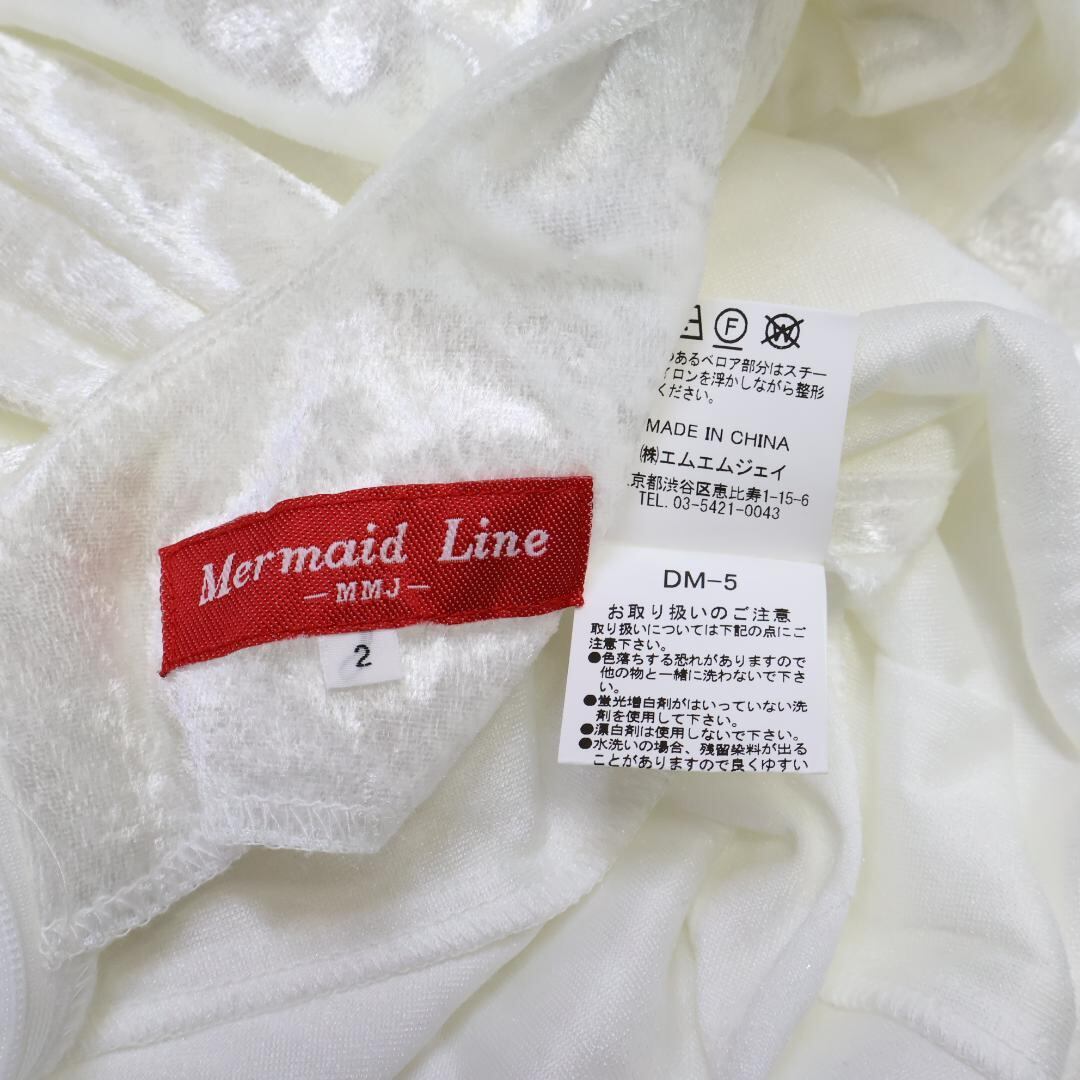 Mermaid Line
-MMJ-
2
F
W
あるベロア部分はスチー
イロンを浮かしながら整形
ください。
MADE IN CHINA
(株)エムエムジェイ
京都渋谷区恵比寿1-15-6
TEL. 03-5421-0043
DM-5
お取り扱いのご注意
取り扱いについては下記の点にご
注意下さい。
●色落ちする恐れがありますので
他の物と一緒に洗わないで下さ
い。
●蛍光増白剤がはいっていない洗
剤を使用して下さい。
●漂白剤は使用しないで下さい。
●水洗いの場合、残留染料が出る
ことがありますので良くゆすい